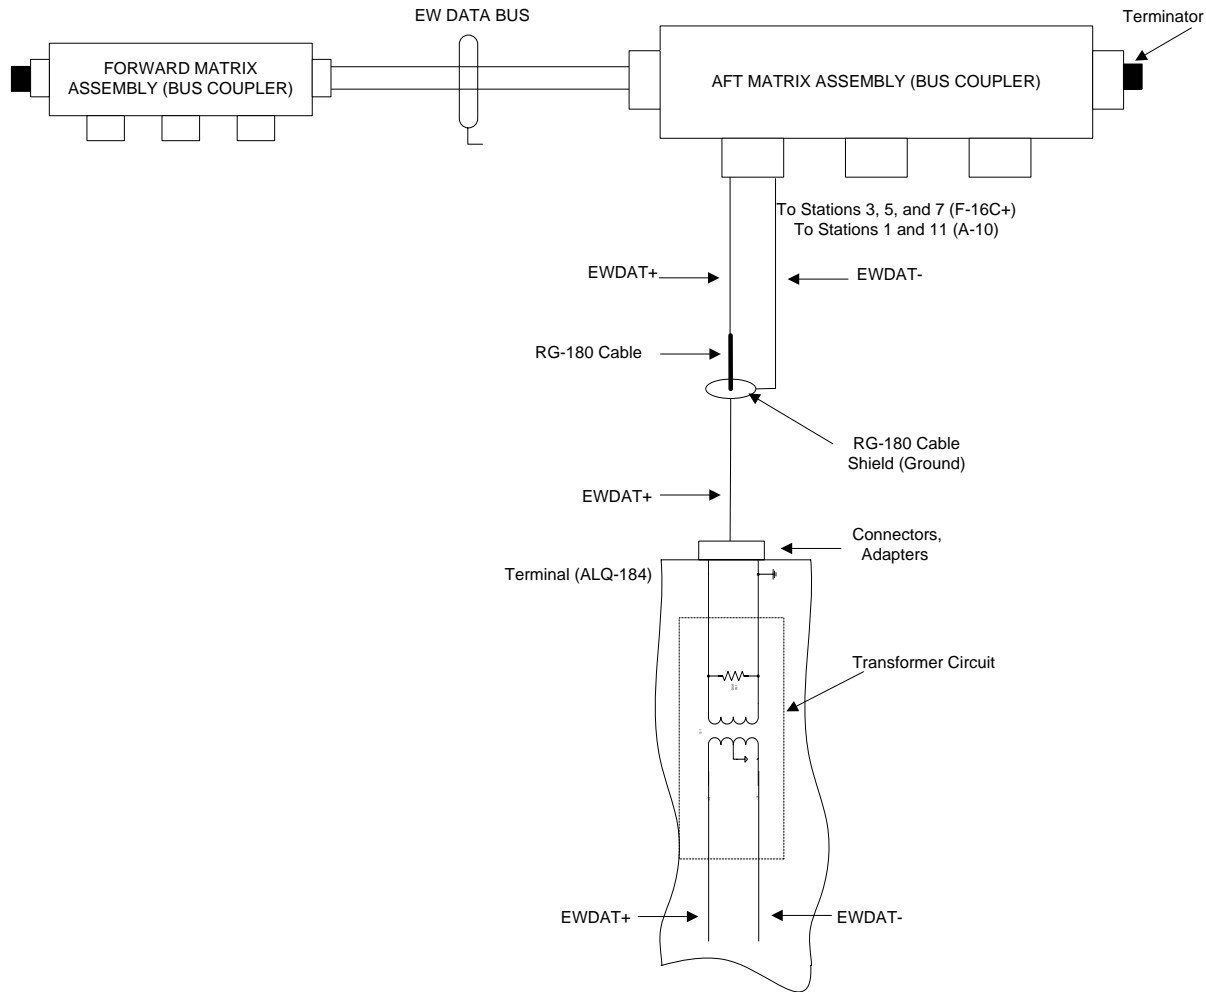 EW DATA BUS
Terminator
FORWARD MATRIX
ASSEMBLY (BUS COUPLER)
AFT MATRIX ASSEMBLY (BUS COUPLER)
To Stations 3, 5, and 7 (F-16C+)
To Stations 1 and 11 (A-10)
EWDAT+
EWDAT-
RG-180 Cable
RG-180 Cable
Shield (Ground)
EWDAT+
Connectors,
Adapters
Terminal (ALQ-184)
Transformer Circuit
EWDAT+
EWDAT-